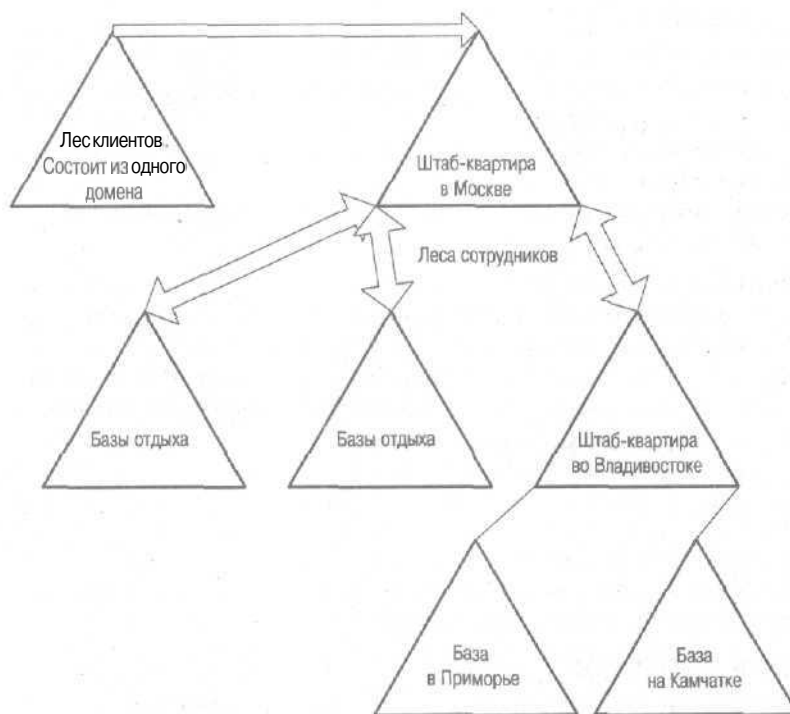 Лес клиентов.
Состоит из одного
домена
Штаб-квартира
в Москве
Леса сотрудников
Базы отдыха
Базы отдыха
Штаб-квартира
во Владивостоке
База
в Приморье
База
на Камчатке